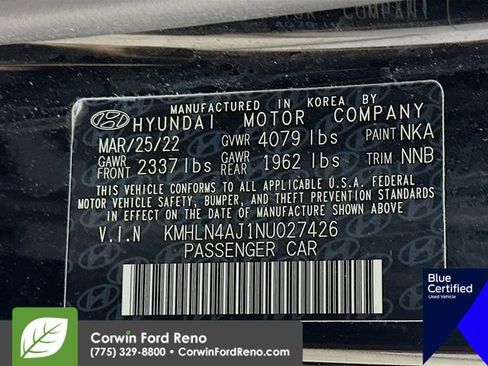 MANUFACTURED IN KOREA BY
HYUNDAI MOTOR COMPANY
MAR/25/22 GVWR 4079 lbs PAINT NKA
GAWR FRONT 2337 lbs GAWR REAR 1962 lbs TRIM NNB
THIS VEHICLE CONFORMS TO ALL APPLICABLE U.S.A. FEDERAL
MOTOR VEHICLE SAFETY, BUMPER, AND THEFT PREVENTION STANDARDS
IN EFFECT ON THE DATE OF MANUFACTURE SHOWN ABOVE.
V.I.N KMHLN4AJ1NU027426
PASSENGER CAR
Blue
Certified
Used Vehicle
Corwin Ford Reno
(775) 329-8800 • CorwinFordReno.com